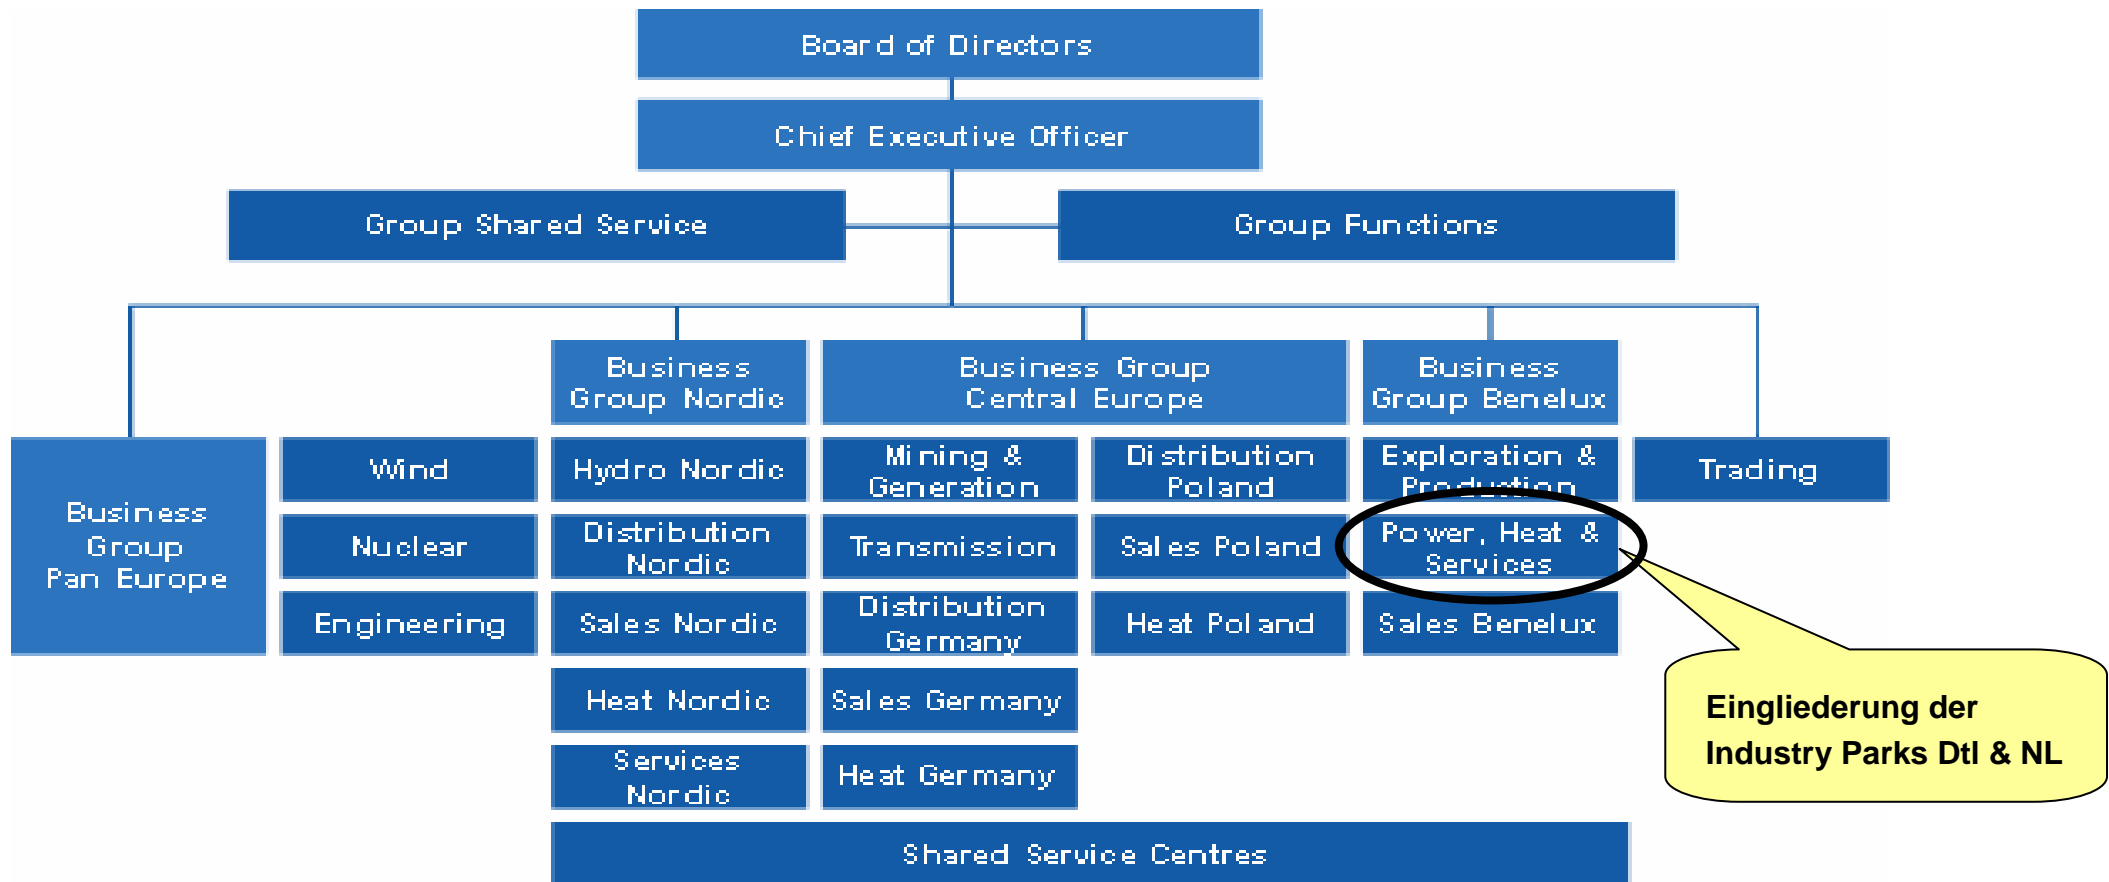 Board of Directors
Chief Executive Officer
Group Shared Service
Group Functions
Business
Group
Pan Europe
Wind
Nuclear
Engineering
Business
Group Nordic
Hydro Nordic
Distribution
Nordic
Sales Nordic
Heat Nordic
Services
Nordic
Business Group
Central Europe
Mining &
Generation
Transmission
Distribution
Germany
Sales Germany
Heat Germany
Distribution
Poland
Sales Poland
Heat Poland
Business
Group Benelux
Exploration &
Production
Power, Heat &
Services
Sales Benelux
Trading
Eingliederung der
Industry Parks Dtl & NL
Shared Service Centres